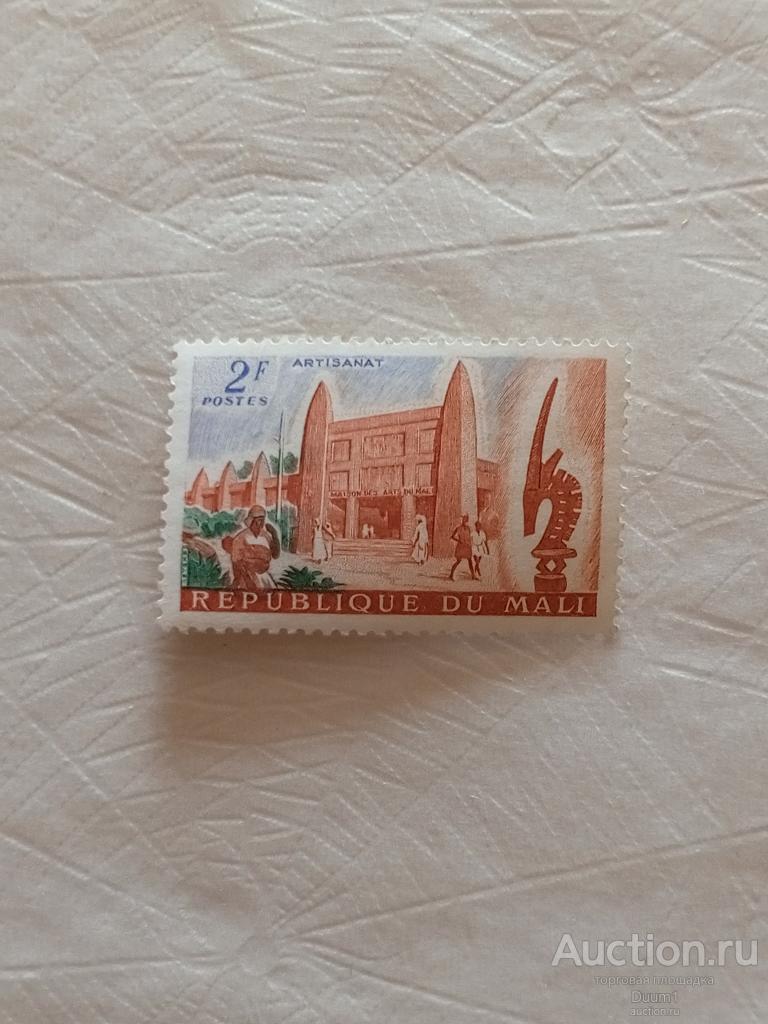 2F
ARTISANAT
POSTES
MAISON DES ARTS DU MALI
REPUBLIQUE DU MALI
Auction.ru
торговая площадка
Duum1
auction.ru